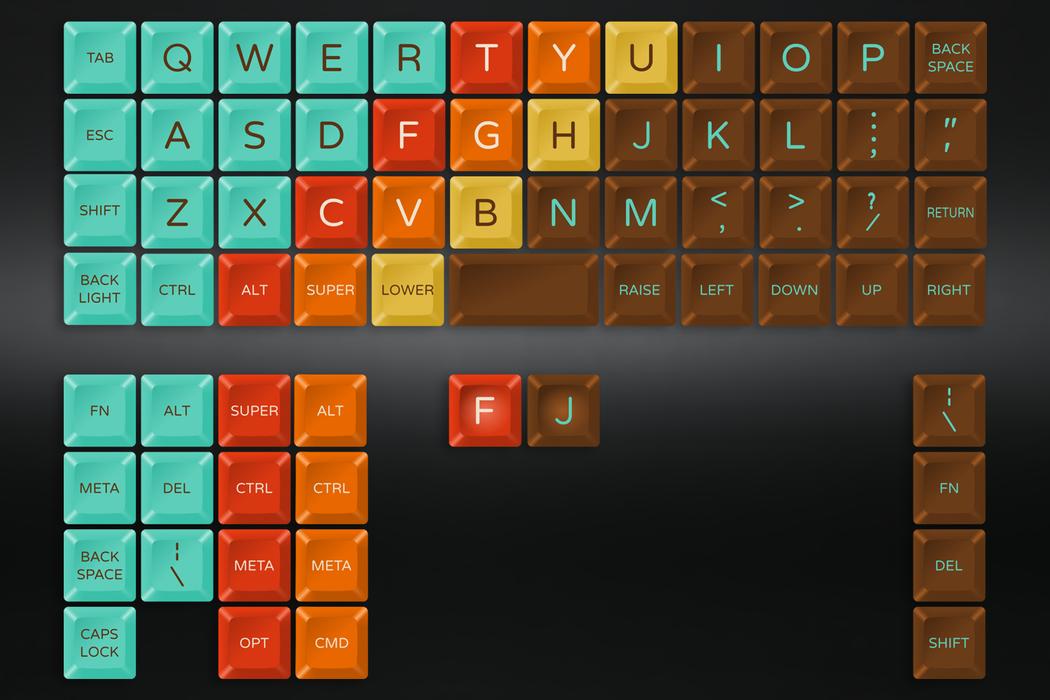 TAB Q W E R T Y U I O P BACK SPACE
ESC A S D F G H J K L ; " '
SHIFT Z X C V B N M < , > . ? / RETURN
BACK LIGHT CTRL ALT SUPER LOWER RAISE LEFT DOWN UP RIGHT
FN ALT SUPER ALT F J ¦ \
META DEL CTRL CTRL FN
BACK SPACE ¦ \ META META DEL
CAPS LOCK OPT CMD SHIFT